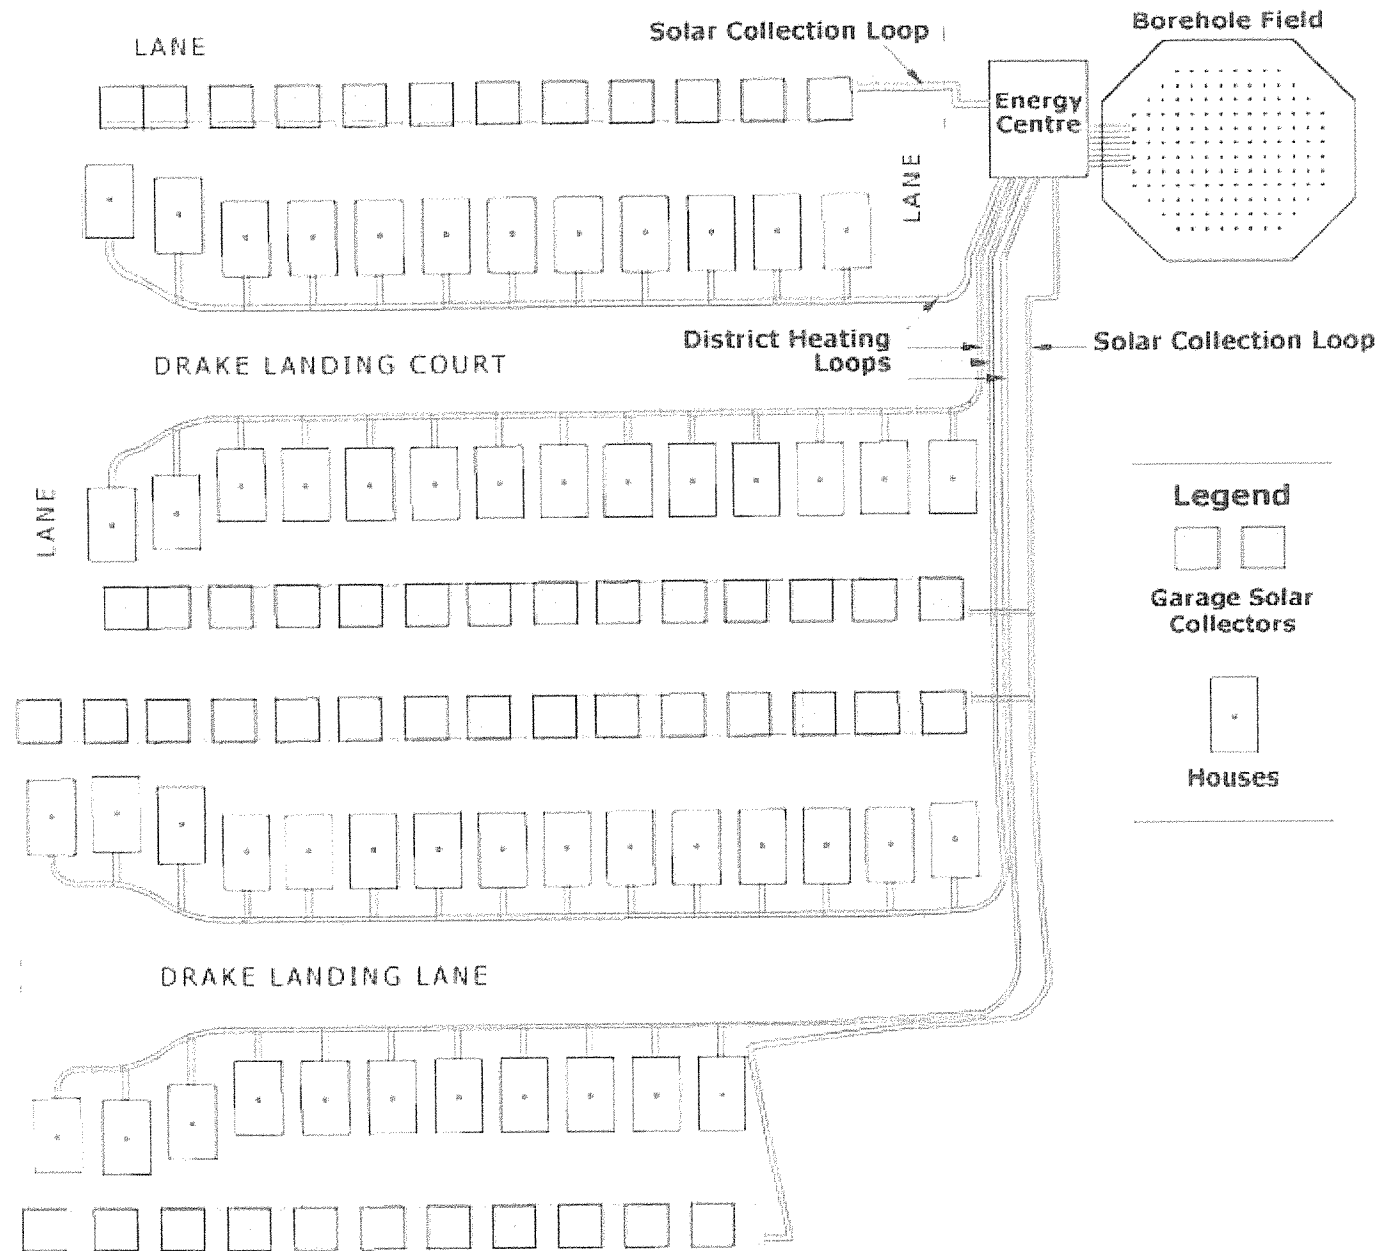 LANE
Solar Collection Loop
Borehole Field
Energy
Centre
LANE
District Heating
Loops
Solar Collection Loop
DRAKE LANDING COURT
LANE
Legend
Garage Solar
Collectors
Houses
DRAKE LANDING LANE